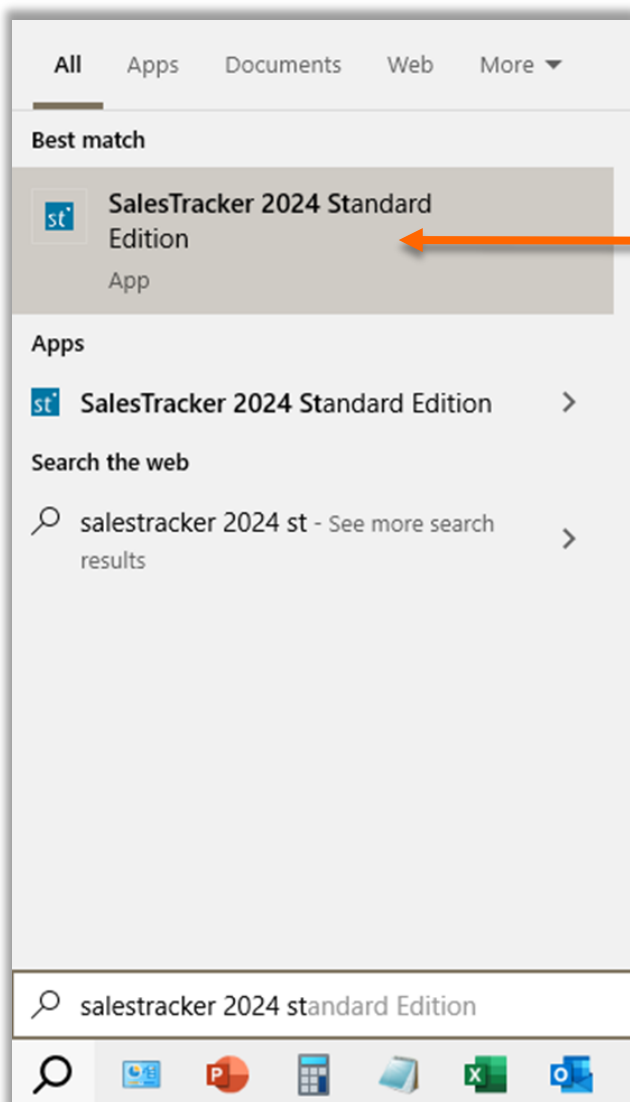 All Apps Documents Web More
Best match
st
SalesTracker 2024 Standard
Edition
App
Apps
st SalesTracker 2024 Standard Edition
Search the web
salestracker 2024 st - See more search
results
salestracker 2024 standard Edition
P X O